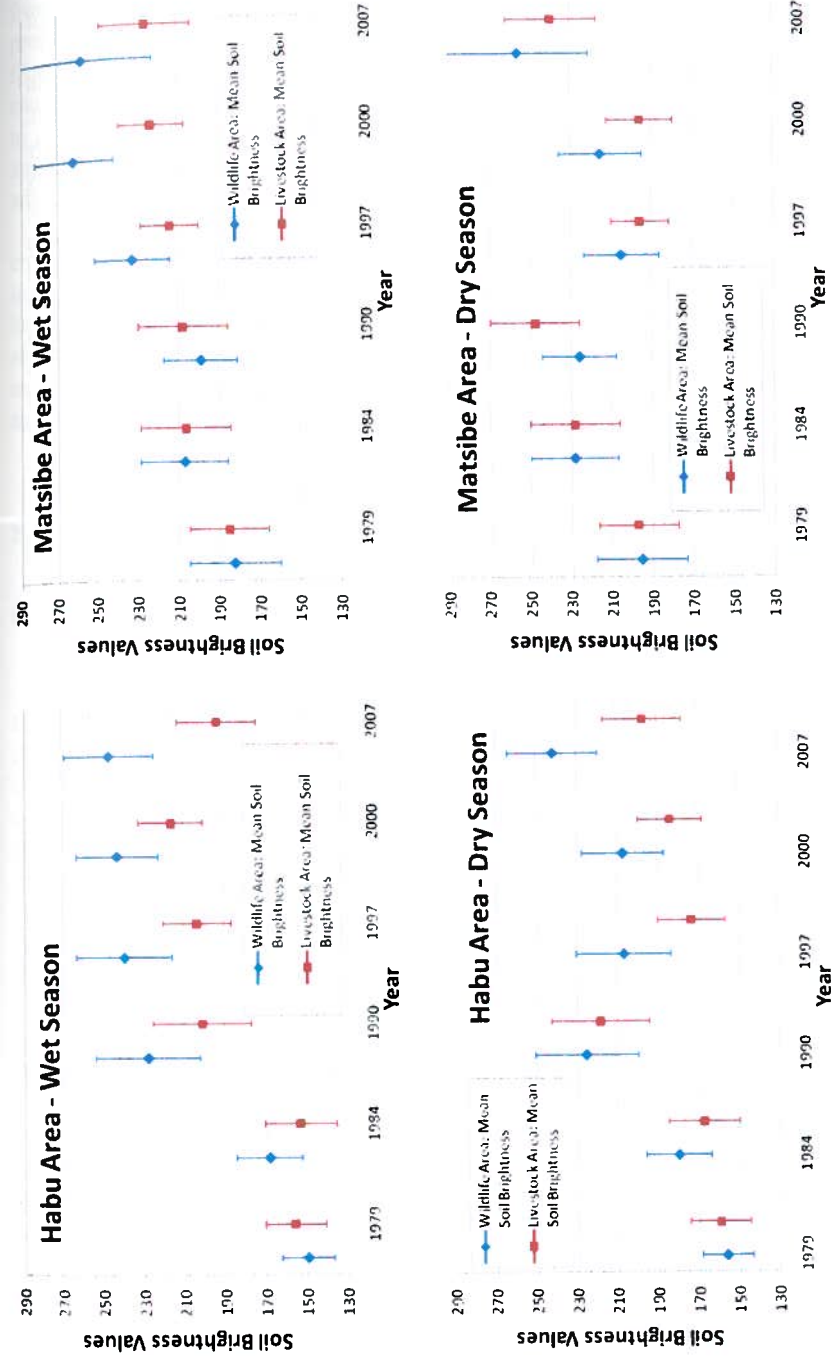 Habu Area - Wet Season
Soil Brightness Values
290
270
250
230
210
190
170
150
130
1979
1984
1990
1997
2000
2007
Year
Wildlife Area: Mean Soil
Brightness
Livestock Area: Mean Soil
Brightness
Matsibe Area - Wet Season
Soil Brightness Values
290
270
250
230
210
190
170
150
130
1979
1984
1990
1997
2000
2007
Year
Wildlife Area: Mean Soil
Brightness
Livestock Area: Mean Soil
Brightness
Habu Area - Dry Season
Soil Brightness Values
290
270
250
230
210
190
170
150
130
1979
1984
1990
1997
2000
2007
Year
Wildlife Area: Mean
Soil Brightness
Livestock Area: Mean
Soil Brightness
Matsibe Area - Dry Season
Soil Brightness Values
290
270
250
230
210
190
170
150
130
1979
1984
1990
1997
2000
2007
Year
Wildlife Area: Mean Soil
Brightness
Livestock Area: Mean Soil
Brightness